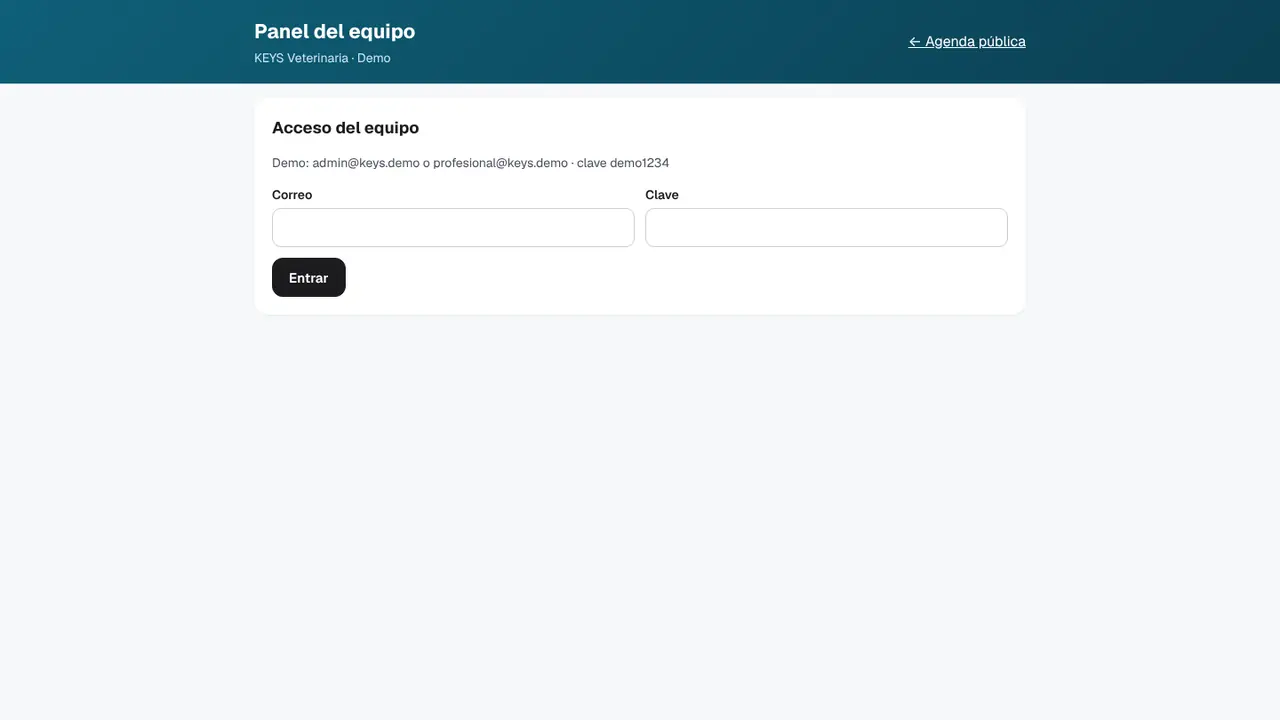 Panel del equipo
KEYS Veterinaria · Demo
← Agenda pública
Acceso del equipo
Demo: admin@keys.demo o profesional@keys.demo · clave demo1234
Correo
Clave
Entrar